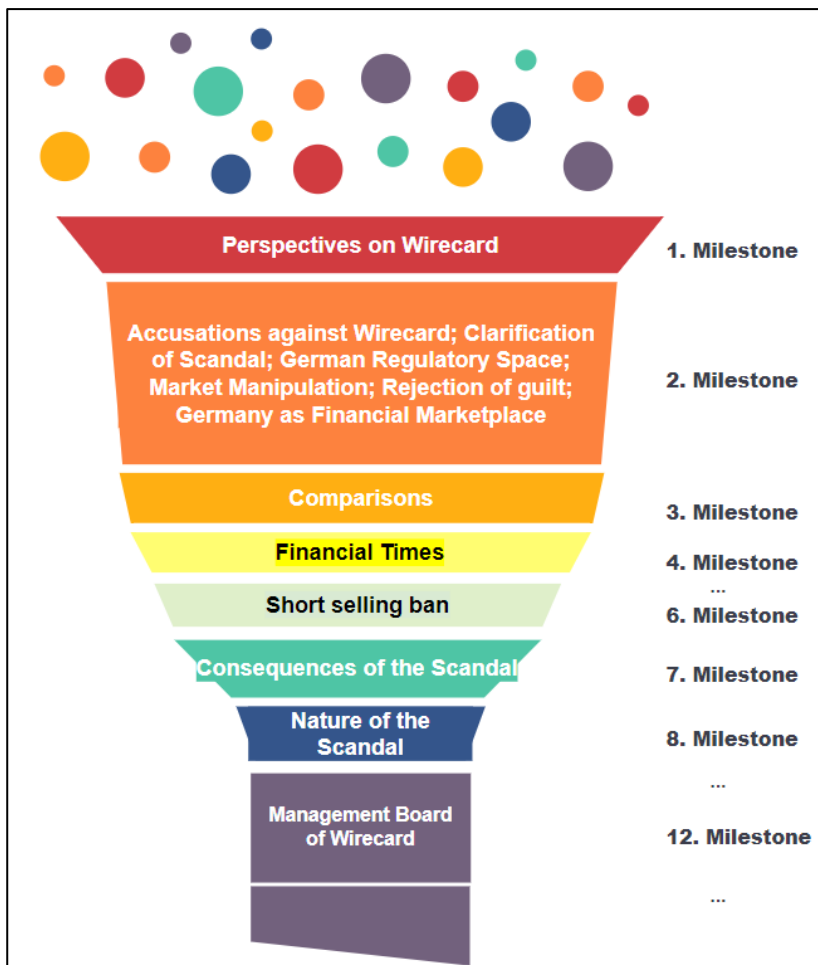 Perspectives on Wirecard
1. Milestone
Accusations against Wirecard; Clarification
of Scandal; German Regulatory Space;
Market Manipulation; Rejection of guilt;
Germany as Financial Marketplace
2. Milestone
Comparisons
3. Milestone
Financial Times
4. Milestone
...
Short selling ban
6. Milestone
Consequences of the Scandal
7. Milestone
Nature of the
Scandal
8. Milestone
...
Management Board
of Wirecard
12. Milestone
...